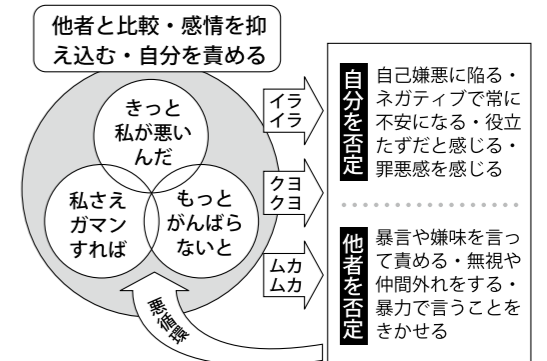 他者と比較・感情を抑
え込む・自分を責める
きっと
私が悪い
んだ
私さえ
ガマン
すれば
もっと
がんばら
ないと
イラ
イラ
クヨ
クヨ
ムカ
ムカ
悪循環
自分を否定
自己嫌悪に陥る・
ネガティブで常に
不安になる・役立
たずだと感じる・
罪悪感を感じる
他者を否定
暴言や嫌味を言っ
て責める・無視や
仲間外れをする・
暴力で言うことを
きかせる